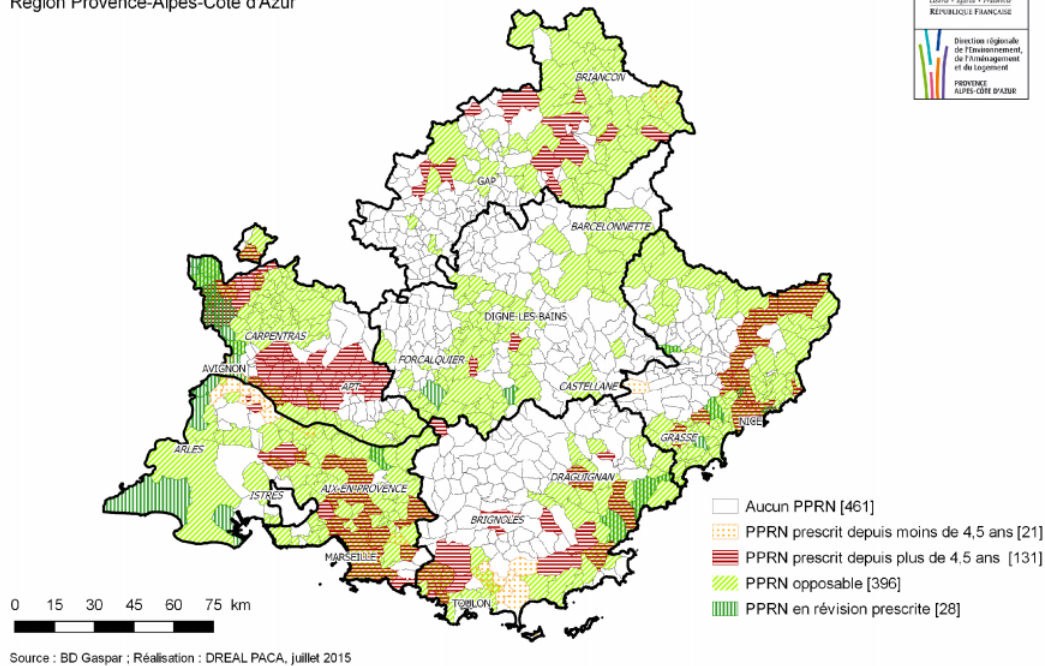 Région Provence-Alpes-Côte d'Azur
RÉPUBLIQUE FRANÇAISE
Direction régionale
de l'Environnement,
de l'Aménagement
et du Logement
PROVENCE
ALPES-CÔTE D'AZUR
BRIANCON
GAP
BARCELONNETTE
DIGNE-LES-BAINS
CARPENTRAS
FORCALQUIER
AVIGNON
APT
CASTELLANE
NICE
GRASSE
ARLES
DRAGUIGNAN
AIX-EN-PROVENCE
ISTRES
BRIGNOLES
MARSEILLE
TOULON
Aucun PPRN [461]
PPRN prescrit depuis moins de 4,5 ans [21]
PPRN prescrit depuis plus de 4,5 ans [131]
PPRN opposable [396]
PPRN en révision prescrite [28]
0 15 30 45 60 75 km
Source : BD Gaspar ; Réalisation : DREAL PACA, juillet 2015